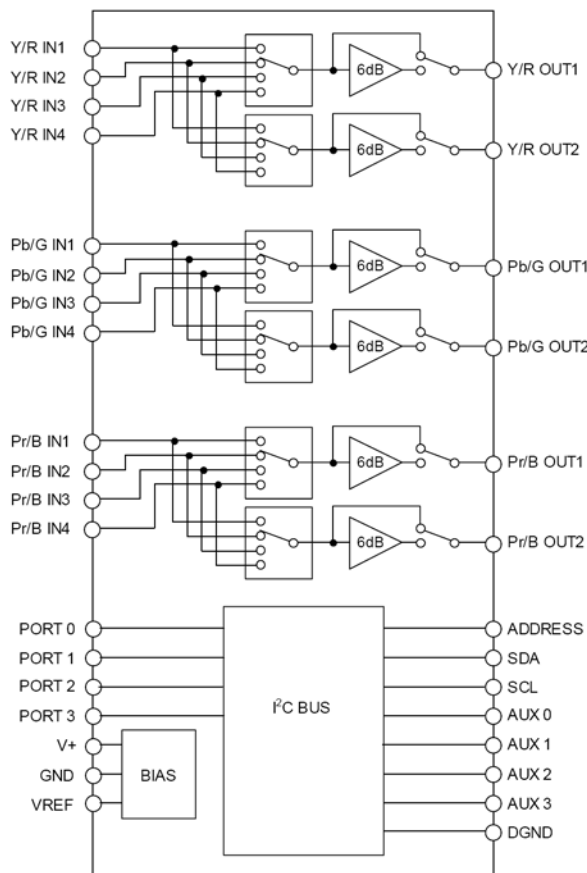 Y/R IN1
Y/R IN2
Y/R IN3
Y/R IN4
6dB
Y/R OUT1
6dB
Y/R OUT2
Pb/G IN1
Pb/G IN2
Pb/G IN3
Pb/G IN4
6dB
Pb/G OUT1
6dB
Pb/G OUT2
Pr/B IN1
Pr/B IN2
Pr/B IN3
Pr/B IN4
6dB
Pr/B OUT1
6dB
Pr/B OUT2
PORT 0
PORT 1
PORT 2
PORT 3
V+
GND
VREF
BIAS
I²C BUS
ADDRESS
SDA
SCL
AUX 0
AUX 1
AUX 2
AUX 3
DGND